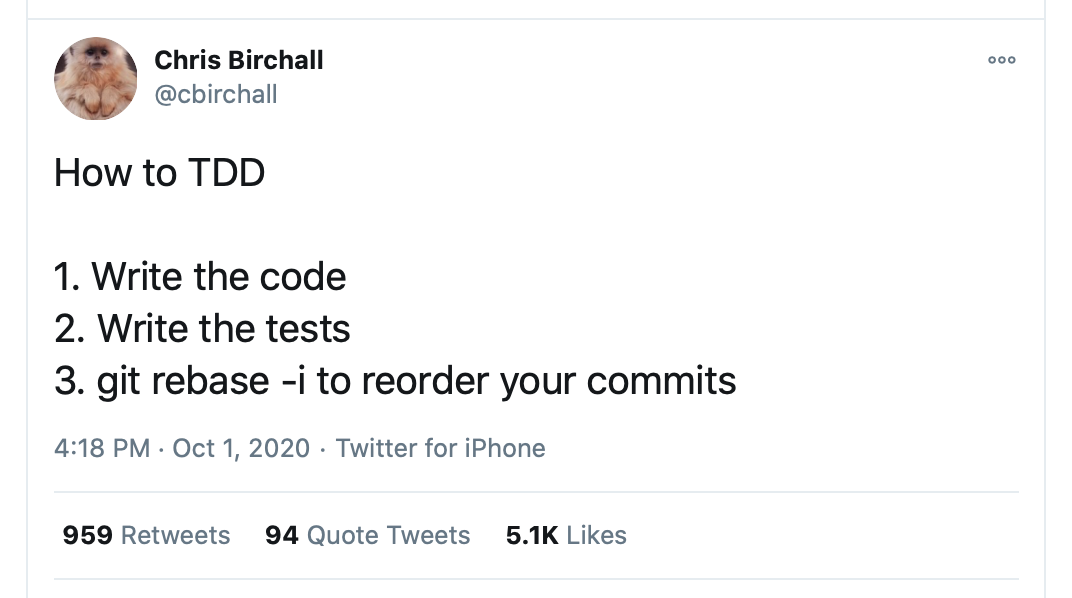 Chris Birchall
@cbirchall
How to TDD
1. Write the code
2. Write the tests
3. git rebase -i to reorder your commits
4:18 PM · Oct 1, 2020 · Twitter for iPhone
959 Retweets 94 Quote Tweets 5.1K Likes